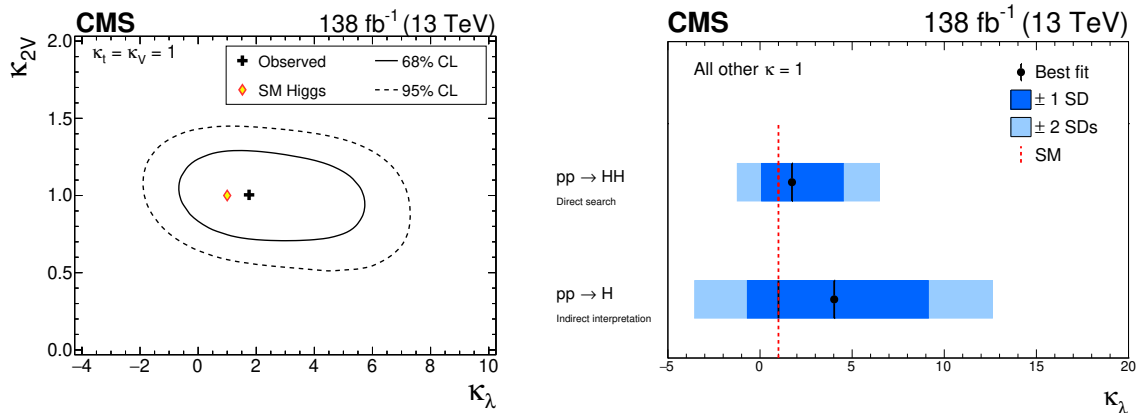 CMS 138 fb⁻¹ (13 TeV)
κ2V
κt = κV = 1
Observed 68% CL
SM Higgs 95% CL
2.0
1.5
1.0
0.5
0.0
−4 −2 0 2 4 6 8 10
κλ
CMS 138 fb⁻¹ (13 TeV)
All other κ = 1
Best fit
± 1 SD
± 2 SDs
SM
pp → HH
Direct search
pp → H
Indirect interpretation
−5 0 5 10 15 20
κλ